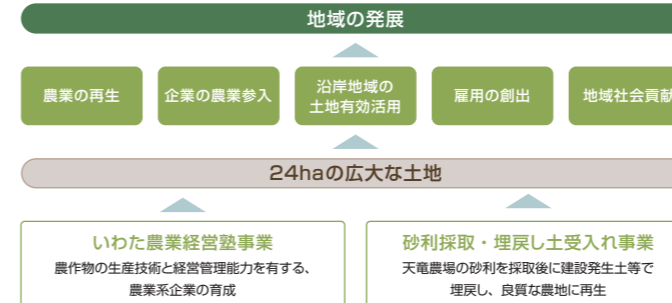 地域の発展
農業の再生
企業の農業参入
沿岸地域の
土地有効活用
雇用の創出
地域社会貢献
24haの広大な土地
いわた農業経営塾事業
農作物の生産技術と経営管理能力を有する、
農業系企業の育成
砂利採取・埋戻し土受入れ事業
天竜農場の砂利を採取後に建設発生土等で
埋戻し、良質な農地に再生